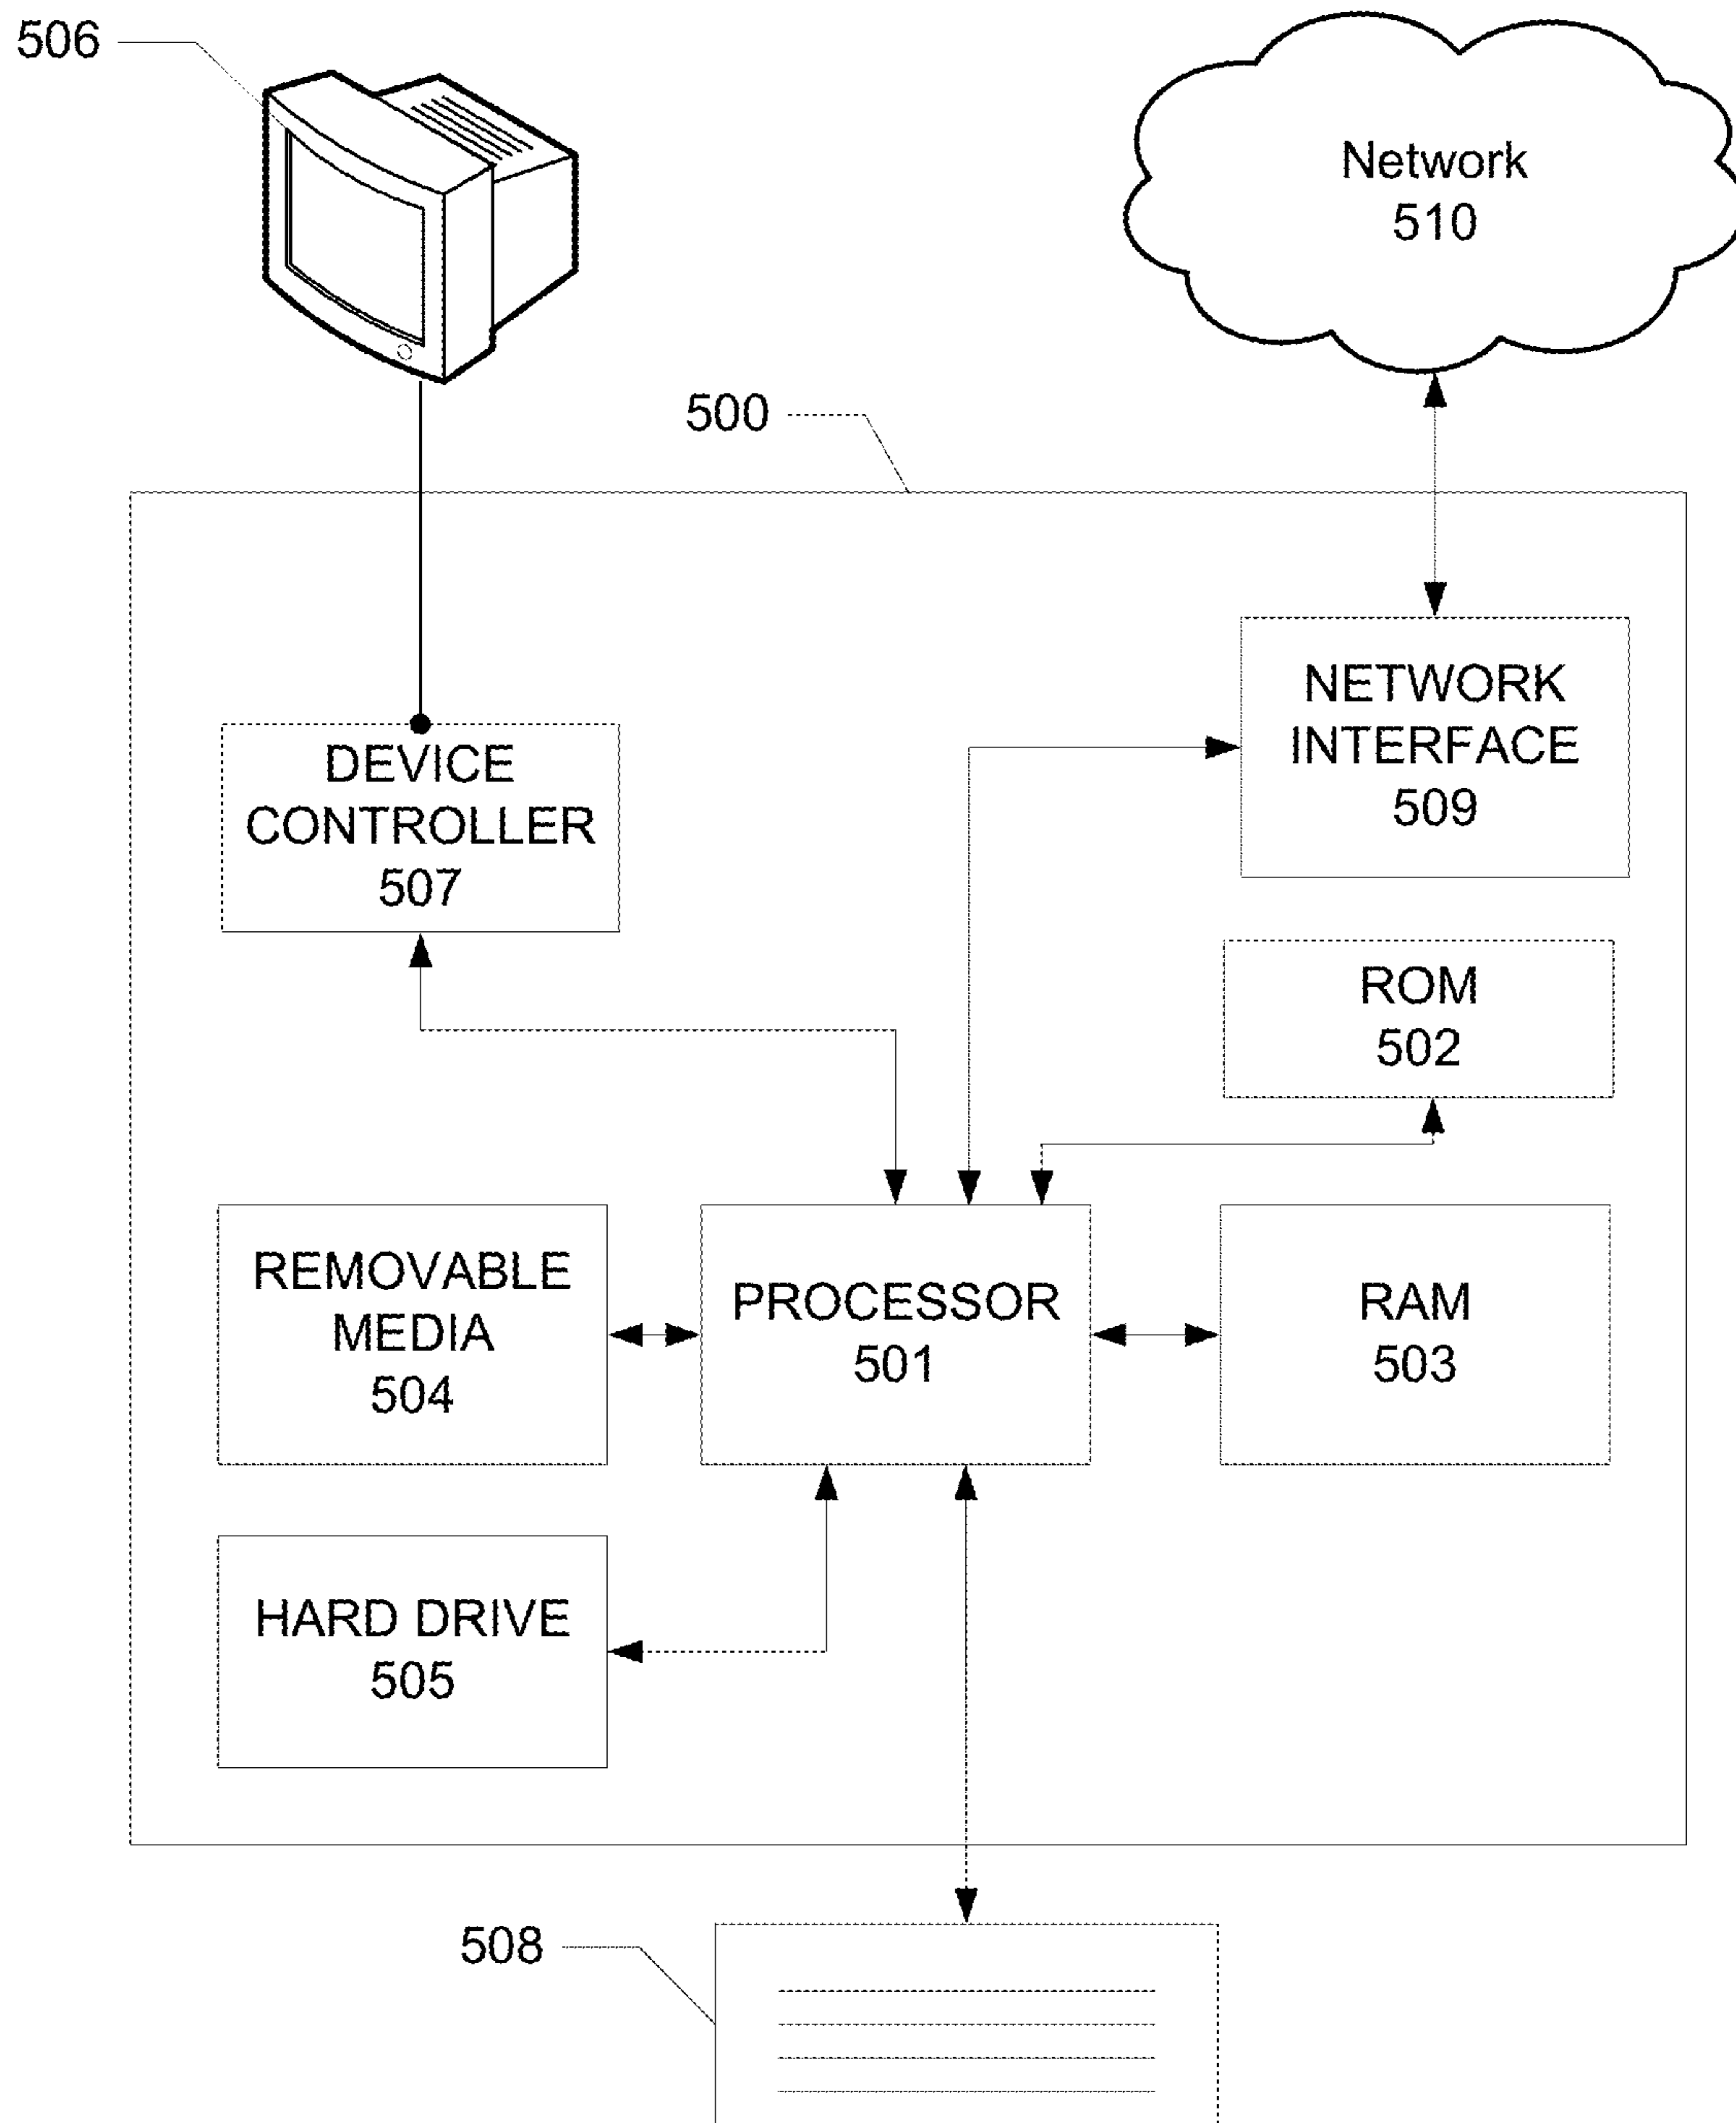 506
Network
510
500
NETWORK
INTERFACE
509
DEVICE
CONTROLLER
507
ROM
502
REMOVABLE
MEDIA
504
PROCESSOR
501
RAM
503
HARD DRIVE
505
508